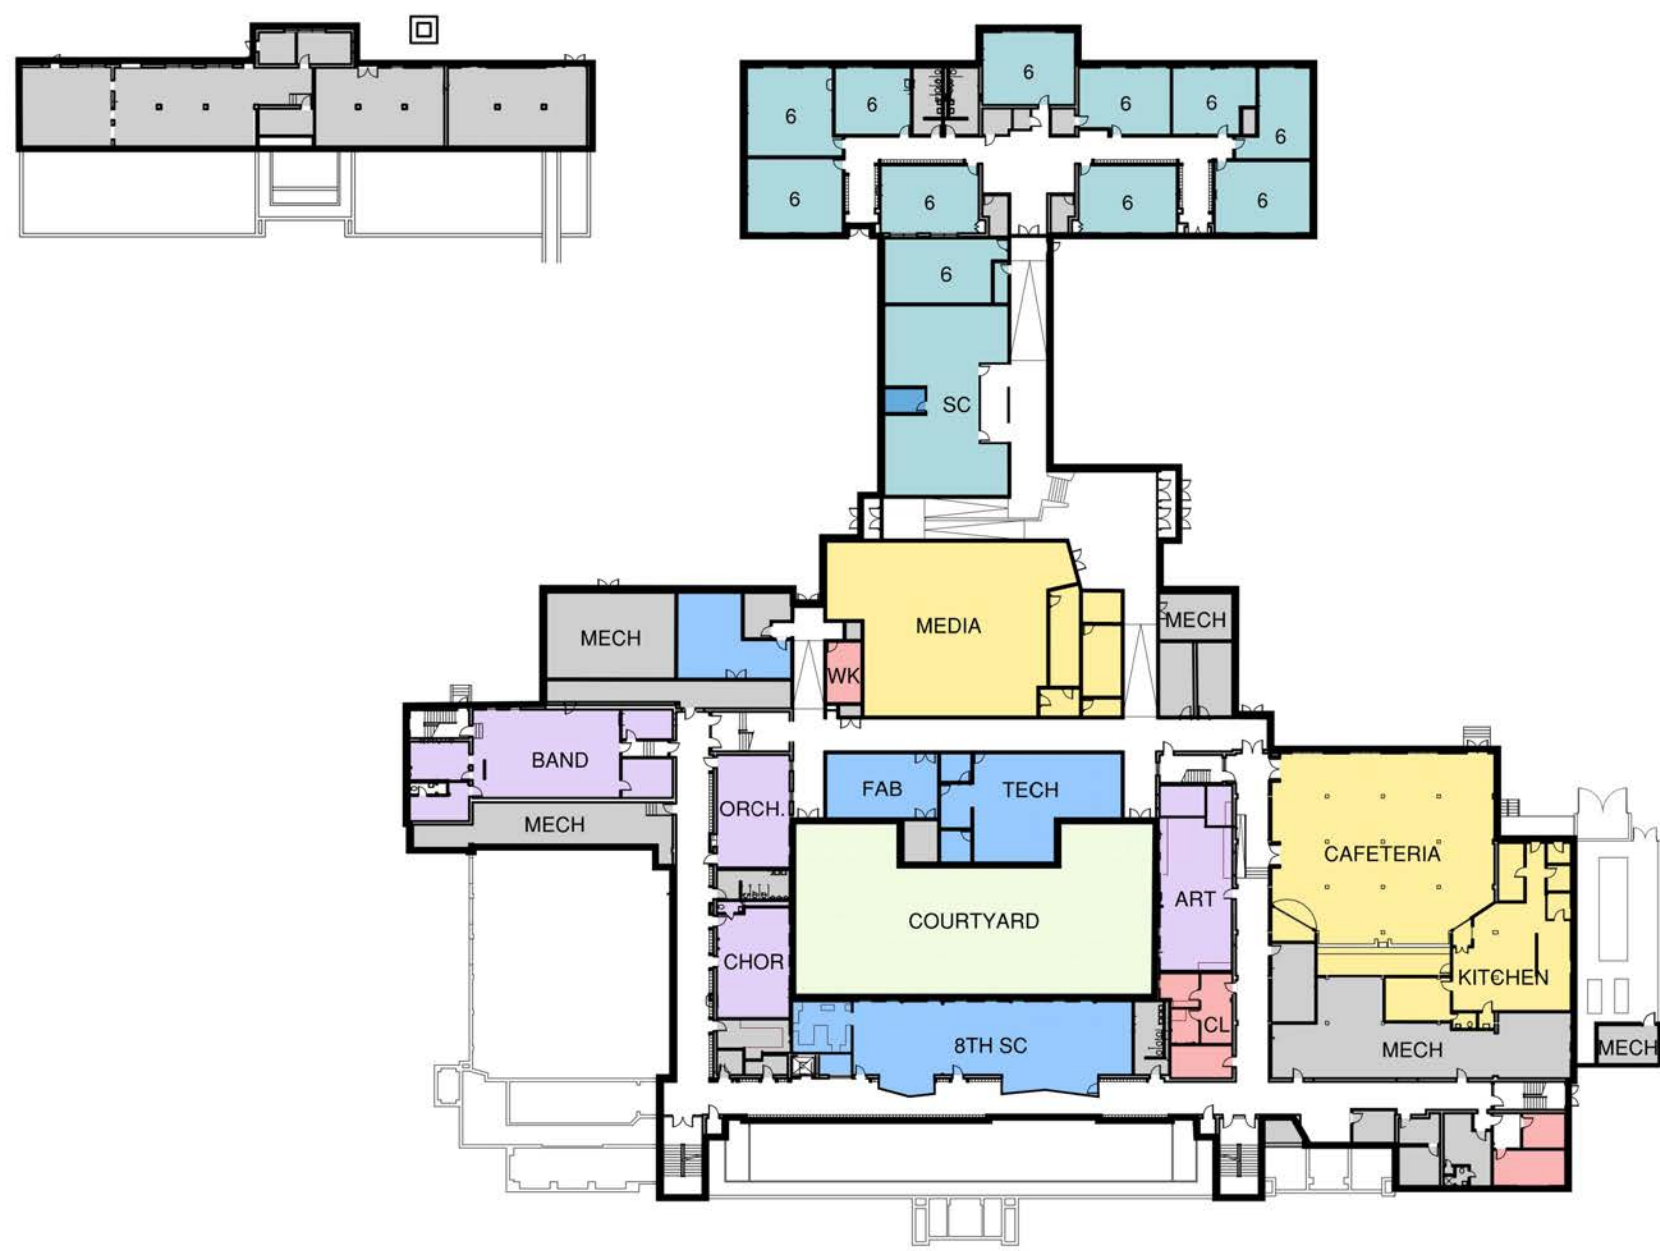 6
6
6
6
6
6
6
6
6
6
6
SC
MEDIA
MECH
MECH
WK
BAND
FAB
TECH
ORCH.
MECH
CAFETERIA
ART
COURTYARD
CHOR
KITCHEN
CL
8TH SC
MECH
MECH